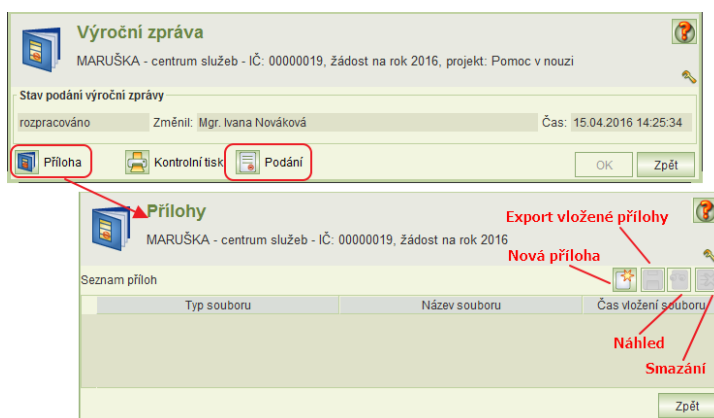 Výroční zpráva
MARUŠKA - centrum služeb - IČ: 00000019, žádost na rok 2016, projekt: Pomoc v nouzi
Stav podání výroční zprávy
rozpracováno Změnil: Mgr. Ivana Nováková Čas: 15.04.2016 14:25:34
Příloha Kontrolní tisk Podání OK Zpět
Přílohy
MARUŠKA - centrum služeb - IČ: 00000019, žádost na rok 2016
Export vložené přílohy
Nová příloha
Seznam příloh
Typ souboru Název souboru Čas vložení souboru
Náhled
Smazání
Zpět